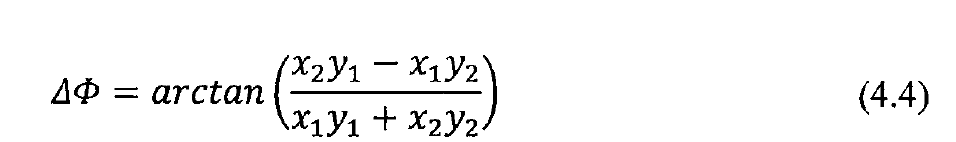 ΔΦ = arctan((x₂y₁ − x₁y₂)/(x₁y₁ + x₂y₂)) (4.4)